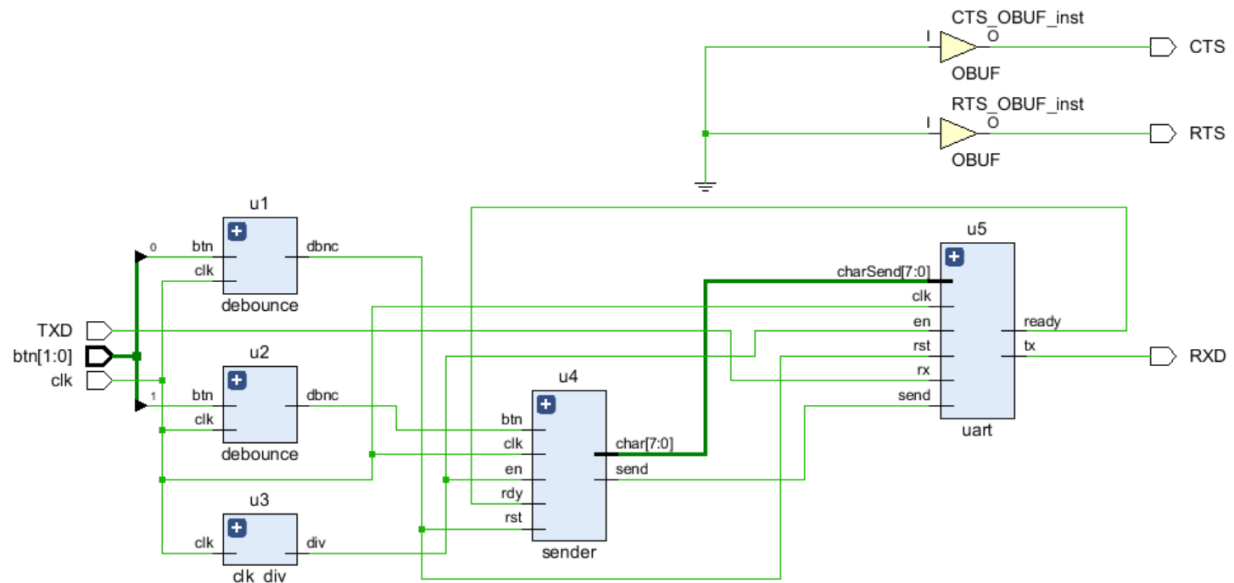 CTS_OBUF_inst
I
O
CTS
OBUF
RTS_OBUF_inst
I
O
RTS
OBUF
u1
0
btn
dbnc
clk
debounce
TXD
btn[1:0]
clk
u2
1
btn
dbnc
clk
debounce
u3
clk
div
clk_div
u4
btn
clk
char[7:0]
en
send
rdy
rst
sender
u5
charSend[7:0]
clk
en
ready
rst
tx
RXD
rx
send
uart